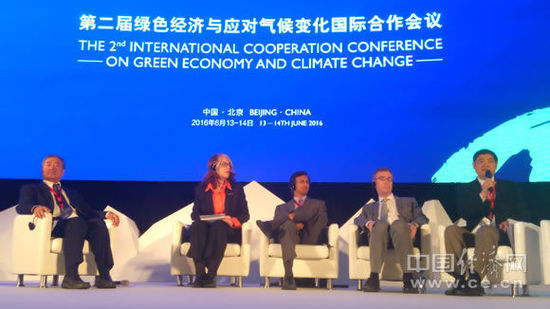 第二届绿色经济与应对气候变化国际合作会议
THE 2nd INTERNATIONAL COOPERATION CONFERENCE
ON GREEN ECONOMY AND CLIMATE CHANGE
中国·北京 BEIJING·CHINA
2016年6月13-14日 13—14TH JUNE 2016
中国经济网
www.ce.cn